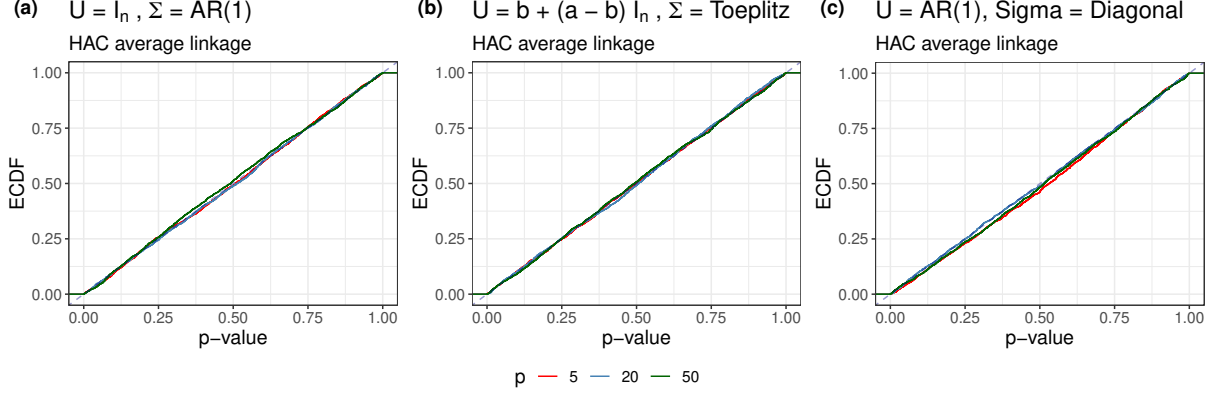 (a) U = Iₙ , Σ = AR(1)
HAC average linkage
1.00
0.75
0.50
0.25
0.00
ECDF
0.00 0.25 0.50 0.75 1.00
p−value
(b) U = b + (a − b) Iₙ , Σ = Toeplitz
HAC average linkage
1.00
0.75
0.50
0.25
0.00
ECDF
0.00 0.25 0.50 0.75 1.00
p−value
(c) U = AR(1), Sigma = Diagonal
HAC average linkage
1.00
0.75
0.50
0.25
0.00
ECDF
0.00 0.25 0.50 0.75 1.00
p−value
p 5 20 50